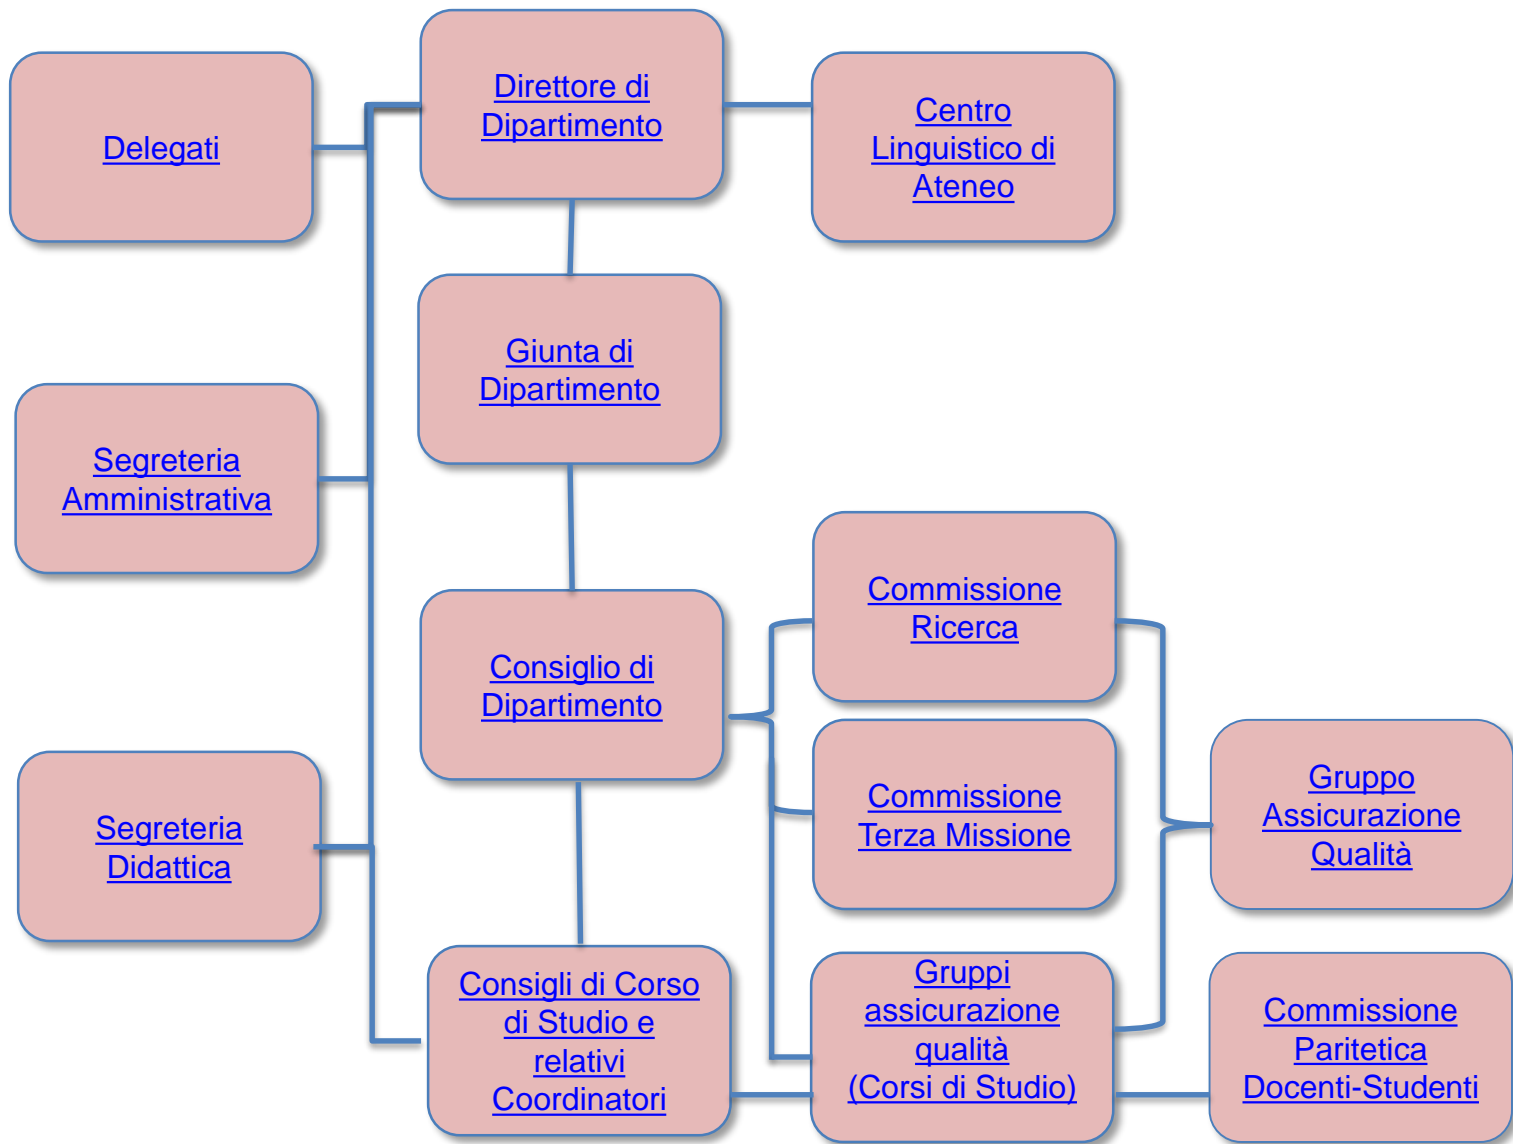 Delegati
Direttore di
Dipartimento
Centro
Linguistico di
Ateneo
Giunta di
Dipartimento
Segreteria
Amministrativa
Consiglio di
Dipartimento
Commissione
Ricerca
Commissione
Terza Missione
Gruppo
Assicurazione
Qualità
Segreteria
Didattica
Consigli di Corso
di Studio e
relativi
Coordinatori
Gruppi
assicurazione
qualità
(Corsi di Studio)
Commissione
Paritetica
Docenti-Studenti